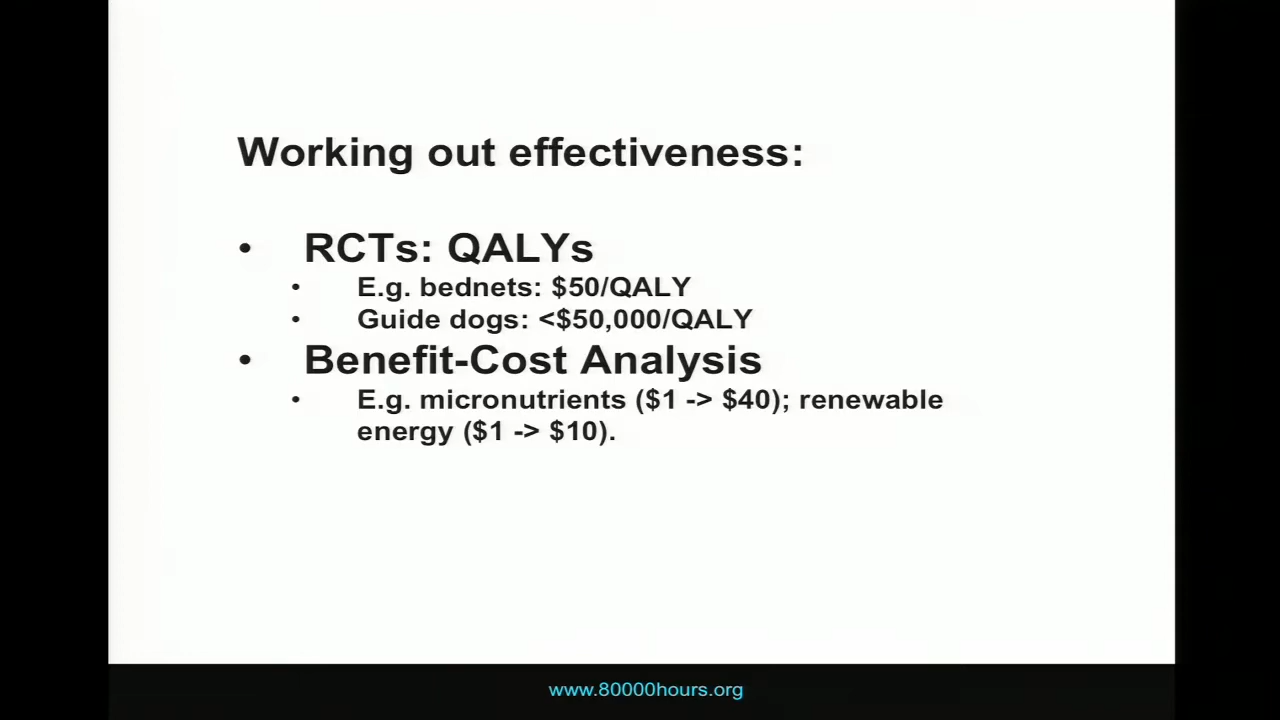 Working out effectiveness:
• RCTs: QALYs
• E.g. bednets: $50/QALY
• Guide dogs: <$50,000/QALY
• Benefit-Cost Analysis
• E.g. micronutrients ($1 -> $40); renewable
energy ($1 -> $10).
www.80000hours.org